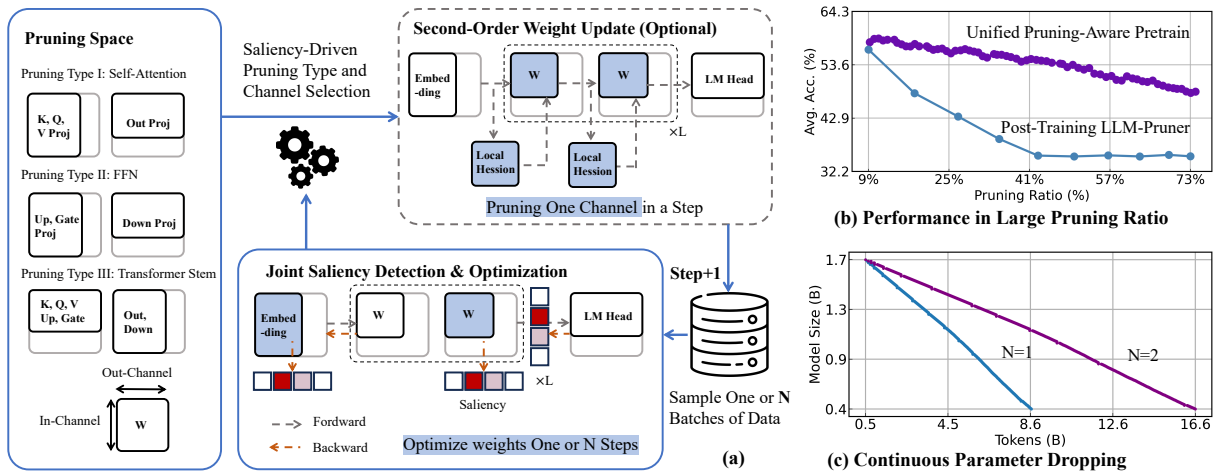 Pruning Space
Pruning Type I: Self-Attention
K, Q,
V Proj
Out Proj
Pruning Type II: FFN
Up, Gate
Proj
Down Proj
Pruning Type III: Transformer Stem
K, Q, V
Up, Gate
Out,
Down
Out-Channel
In-Channel
W
Saliency-Driven
Pruning Type and
Channel Selection
Second-Order Weight Update (Optional)
Embed
-ding
W
W
LM Head
×L
Local
Hession
Local
Hession
Pruning One Channel in a Step
Joint Saliency Detection & Optimization
Embed
-ding
W
W
LM Head
×L
Saliency
Fordward
Backward
Optimize weights One or N Steps
Step+1
Sample One or N
Batches of Data
(a)
64.3
53.6
42.9
32.2
Avg. Acc. (%)
Unified Pruning-Aware Pretrain
Post-Training LLM-Pruner
9%
25%
41%
57%
73%
Pruning Ratio (%)
(b) Performance in Large Pruning Ratio
1.7
1.3
0.9
0.4
Model Size (B)
N=1
N=2
0.5
4.5
8.6
12.6
16.6
Tokens (B)
(c) Continuous Parameter Dropping